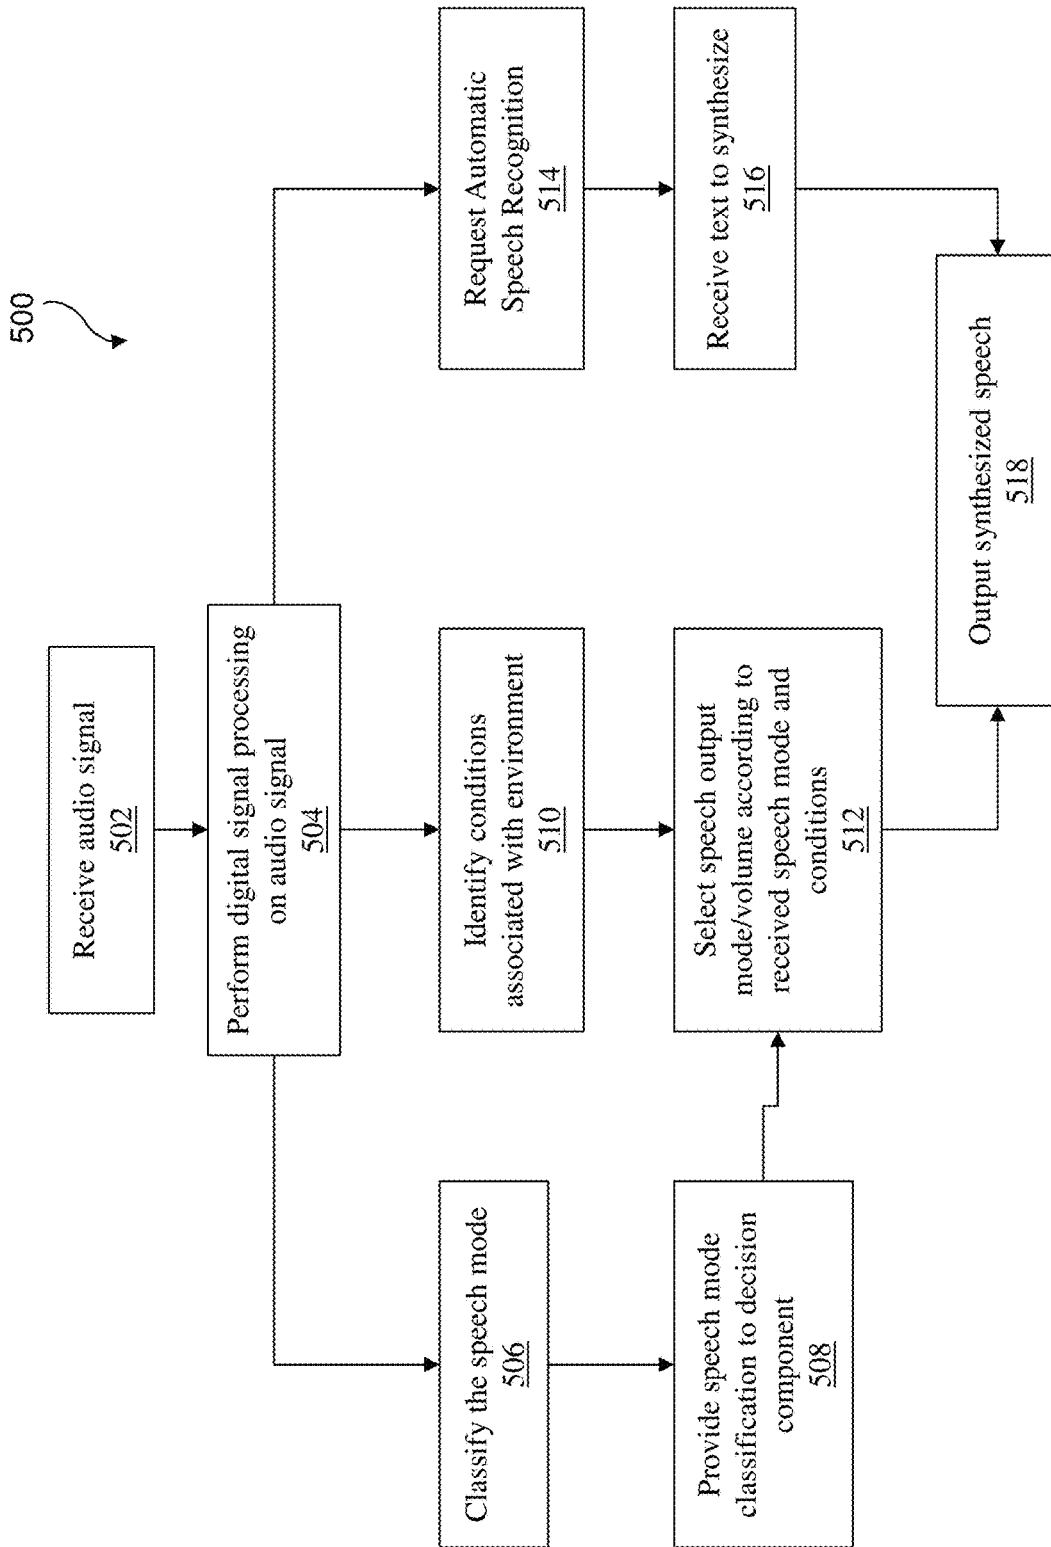 500
Receive audio signal
502
Perform digital signal processing
on audio signal
504
Classify the speech mode
506
Identify conditions
associated with environment
510
Request Automatic
Speech Recognition
514
Provide speech mode
classification to decision
component
508
Select speech output
mode/volume according to
received speech mode and
conditions
512
Receive text to synthesize
516
Output synthesized speech
518